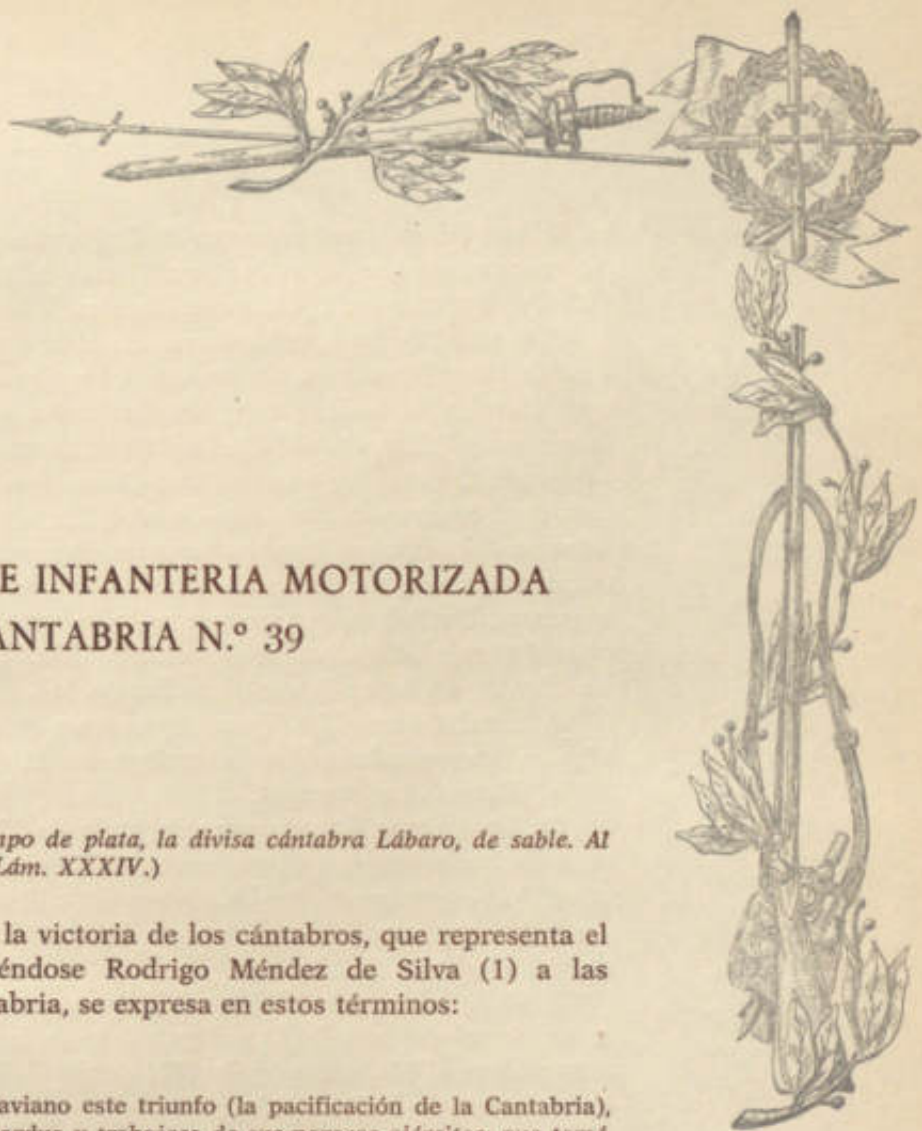 E INFANTERIA MOTORIZADA
ANTABRIA N.º 39
po de plata, la divisa cántabra Lábaro, de sable. Al
Lám. XXXIV.)
la victoria de los cántabros, que representa el
éndose Rodrigo Méndez de Silva (1) a las
abria, se expresa en estos términos:
aviano este triunfo (la pacificación de la Cantabria),